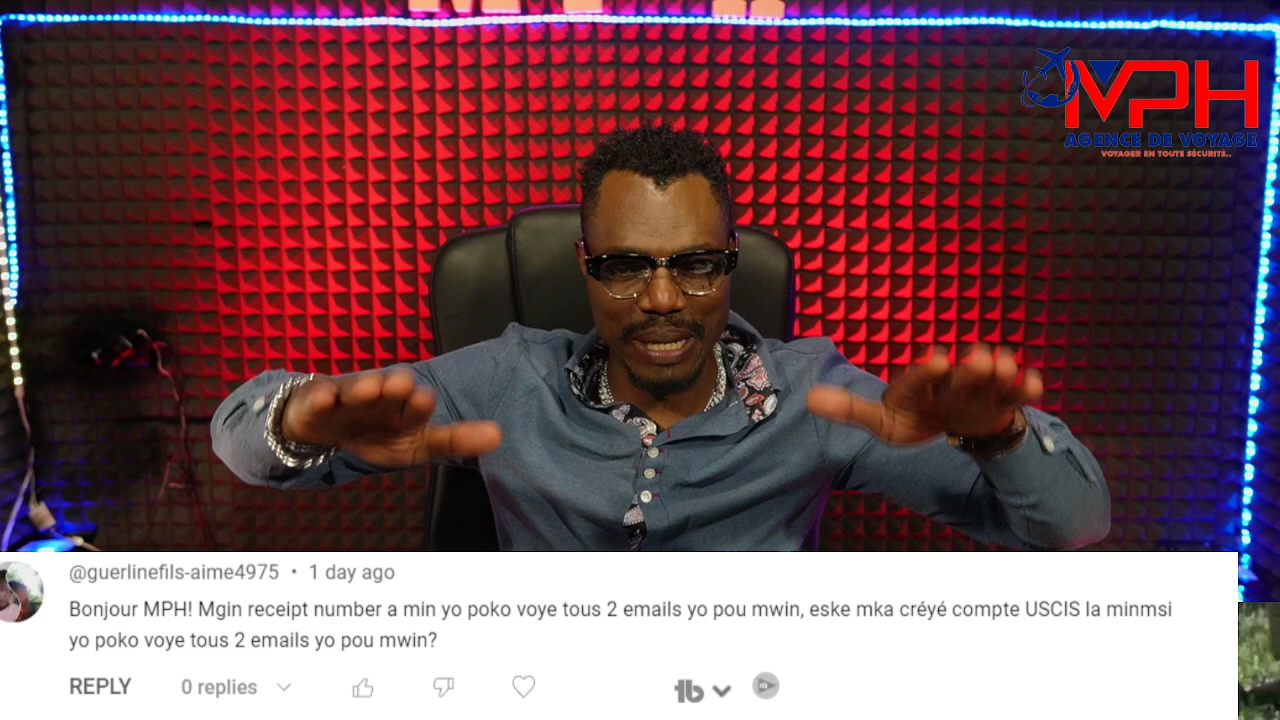 MPH
AGENCE DE VOYAGE
VOYAGER EN TOUTE SÉCURITÉ..
@guerlinefils-aime4975 • 1 day ago
Bonjour MPH! Mgin receipt number a min yo poko voye tous 2 emails yo pou mwin, eske mka créyé compte USCIS la minmsi
yo poko voye tous 2 emails yo pou mwin?
REPLY 0 replies